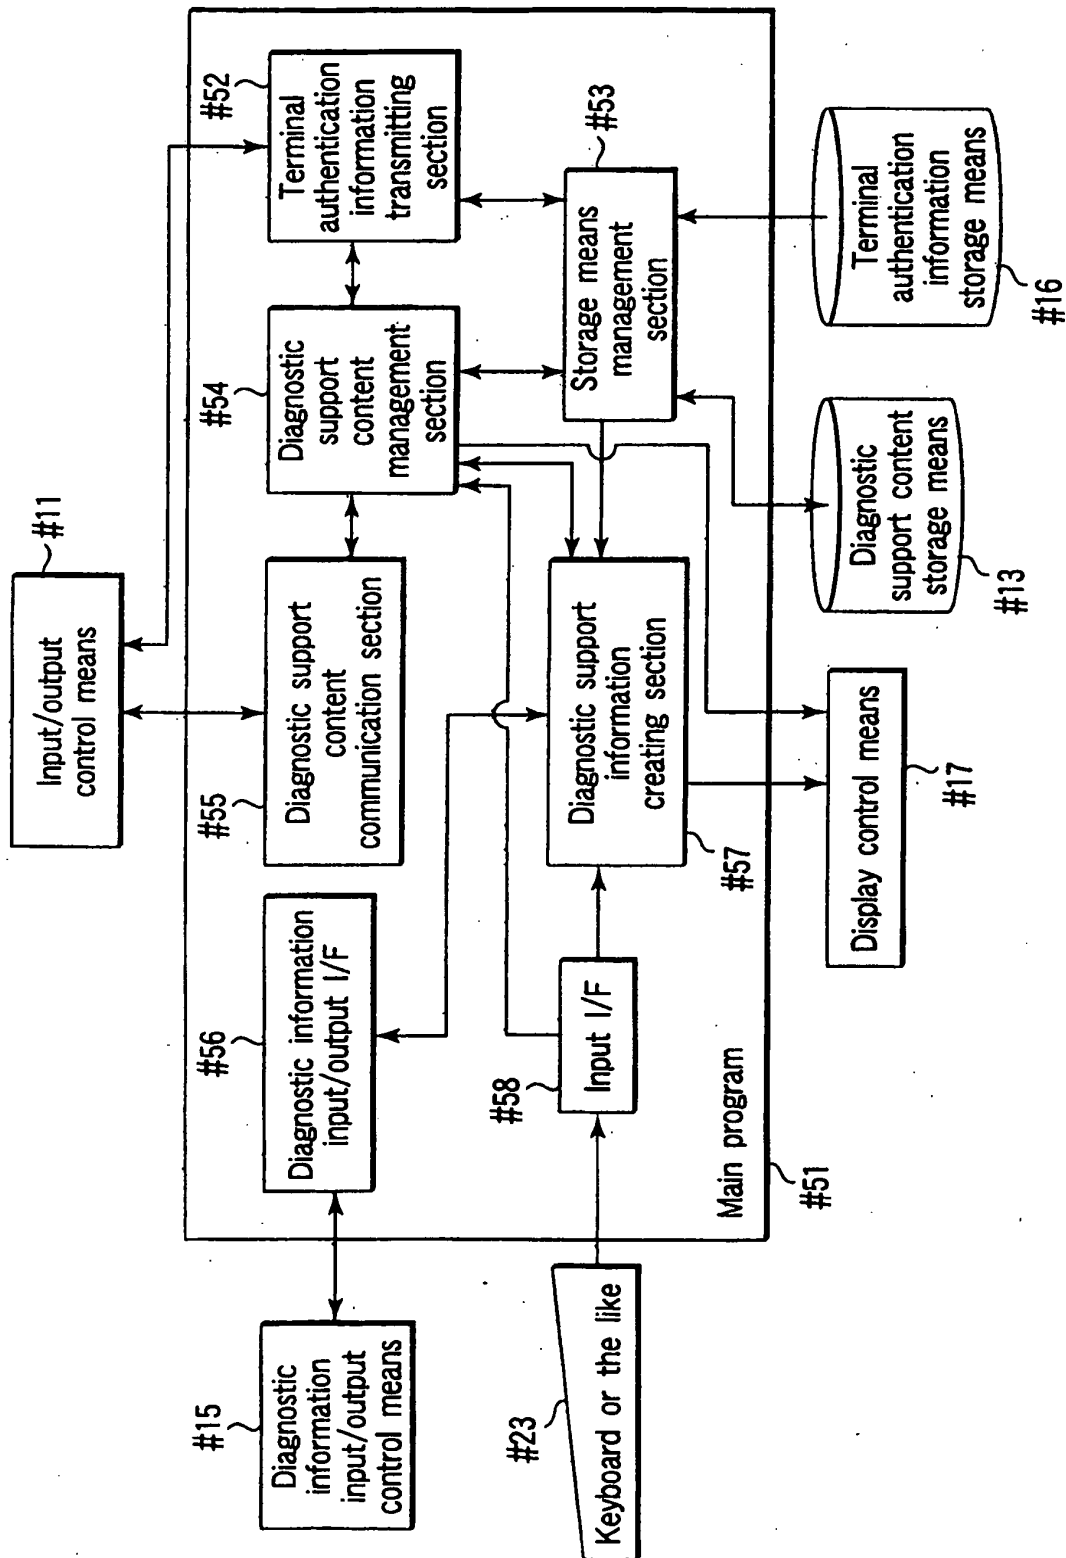 #11
Input/output
control means
#15
Diagnostic
information
input/output
control means
#56
Diagnostic information
input/output I/F
#55
Diagnostic support
content
communication section
#54
Diagnostic
support
content
management
section
#52
Terminal
authentication
information
transmitting
section
#23
Keyboard or the like
#58
Input I/F
#57
Diagnostic support
information
creating section
#53
Storage means
management
section
Main program
#51
Display control means
#17
Diagnostic
support content
storage means
#13
Terminal
authentication
information
storage means
#16